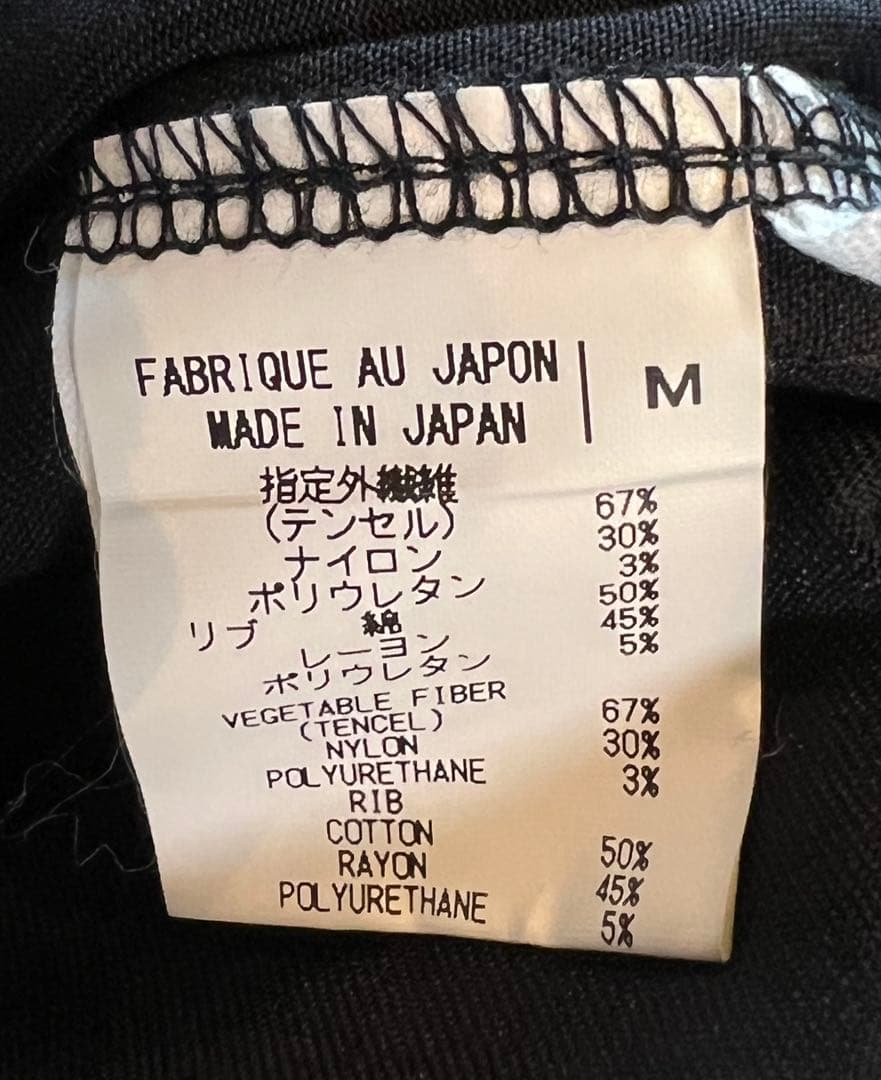 FABRIQUE AU JAPON
MADE IN JAPAN
M
指定外繊維
(テンセル) 67%
ナイロン 30%
ポリウレタン 3%
リブ 綿 50%
レーヨン 45%
ポリウレタン 5%
VEGETABLE FIBER
(TENCEL) 67%
NYLON 30%
POLYURETHANE 3%
RIB
COTTON 50%
RAYON 45%
POLYURETHANE 5%